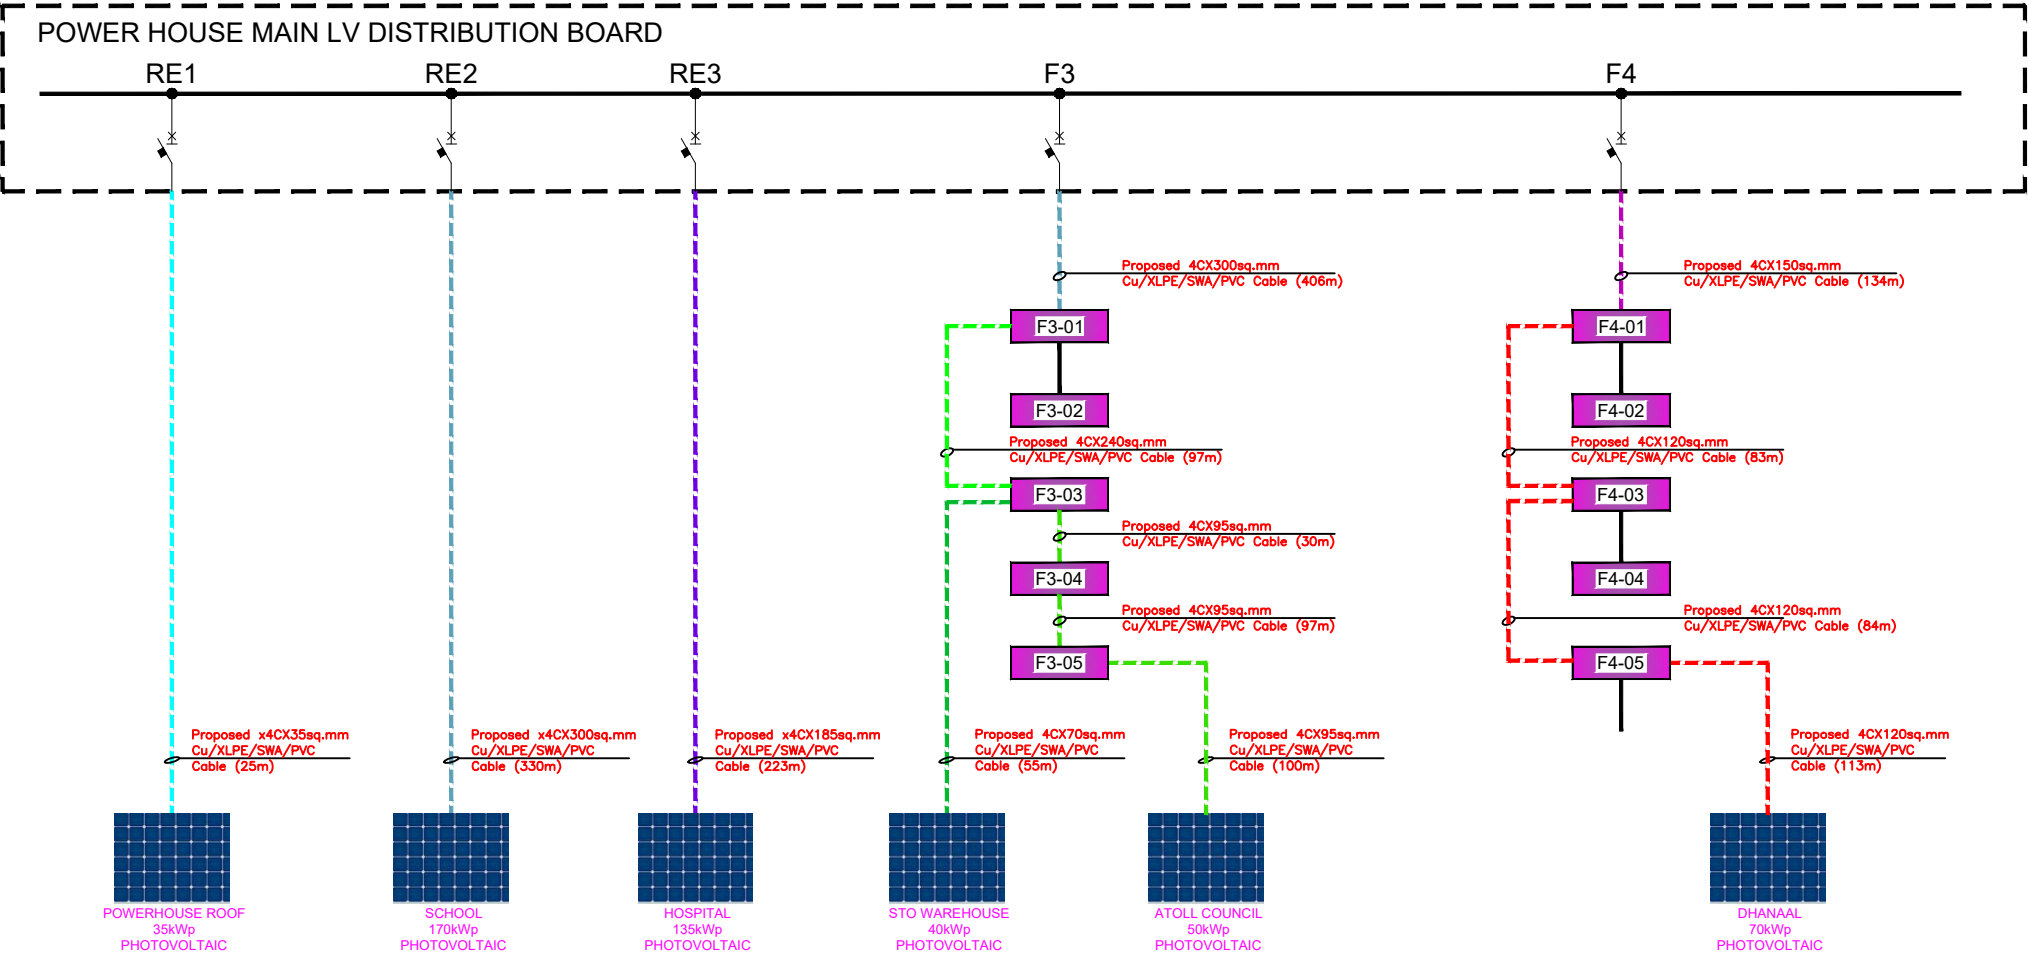 POWER HOUSE MAIN LV DISTRIBUTION BOARD
RE1
RE2
RE3
F3
F4
Proposed 4CX300sq.mm
Cu/XLPE/SWA/PVC Cable (406m)
Proposed 4CX150sq.mm
Cu/XLPE/SWA/PVC Cable (134m)
F3-01
F4-01
F3-02
F4-02
Proposed 4CX240sq.mm
Cu/XLPE/SWA/PVC Cable (97m)
Proposed 4CX120sq.mm
Cu/XLPE/SWA/PVC Cable (83m)
F3-03
F4-03
Proposed 4CX95sq.mm
Cu/XLPE/SWA/PVC Cable (30m)
F3-04
F4-04
Proposed 4CX95sq.mm
Cu/XLPE/SWA/PVC Cable (97m)
Proposed 4CX120sq.mm
Cu/XLPE/SWA/PVC Cable (84m)
F3-05
F4-05
Proposed x4CX35sq.mm
Cu/XLPE/SWA/PVC
Cable (25m)
Proposed x4CX300sq.mm
Cu/XLPE/SWA/PVC
Cable (330m)
Proposed x4CX185sq.mm
Cu/XLPE/SWA/PVC
Cable (223m)
Proposed 4CX70sq.mm
Cu/XLPE/SWA/PVC
Cable (55m)
Proposed 4CX95sq.mm
Cu/XLPE/SWA/PVC
Cable (100m)
Proposed 4CX120sq.mm
Cu/XLPE/SWA/PVC
Cable (113m)
POWERHOUSE ROOF
35kWp
PHOTOVOLTAIC
SCHOOL
170kWp
PHOTOVOLTAIC
HOSPITAL
135kWp
PHOTOVOLTAIC
STO WAREHOUSE
40kWp
PHOTOVOLTAIC
ATOLL COUNCIL
50kWp
PHOTOVOLTAIC
DHANAAL
70kWp
PHOTOVOLTAIC